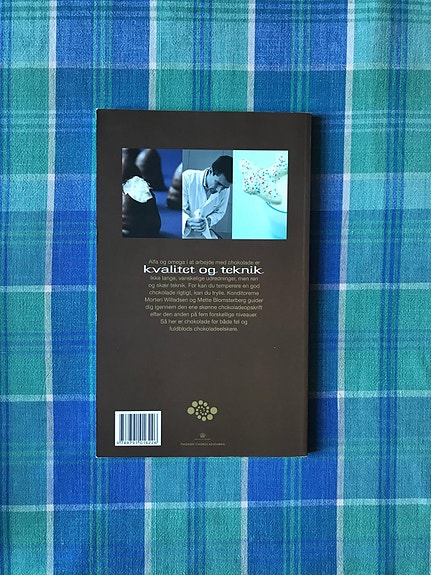 Alfa og omega i at arbejde med chokolade er
kvalitet og teknik.
Ikke lange, vanskelige udredninger, men ren
og skær teknik. For kan du temperere en god
chokolade rigtigt, kan du trylle. Konditorerne
Morten Willadsen og Mette Blomsterberg guider
dig igennem den ene skønne chokoladeopskrift
efter den anden på fem forskellige niveauer.
Så her er chokolade for både føl og
fuldblods chokoladeelskere.